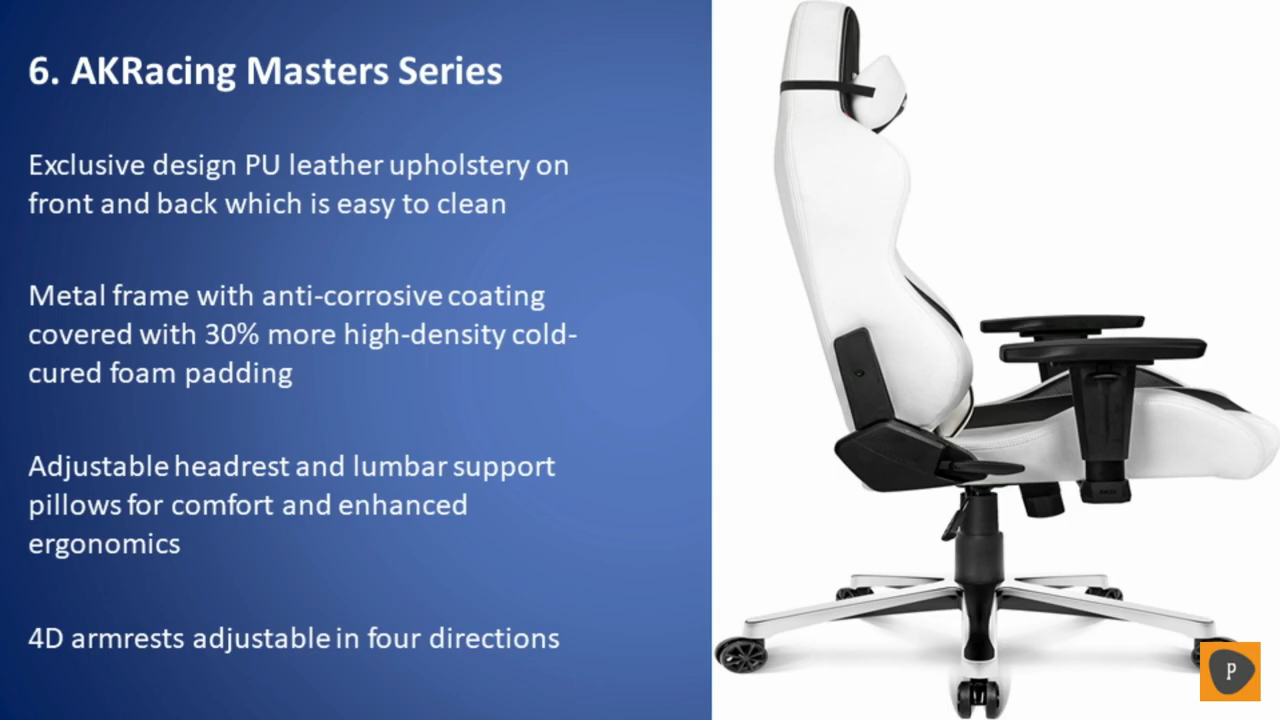 6. AKRacing Masters Series
Exclusive design PU leather upholstery on
front and back which is easy to clean
Metal frame with anti-corrosive coating
covered with 30% more high-density cold-
cured foam padding
Adjustable headrest and lumbar support
pillows for comfort and enhanced
ergonomics
4D armrests adjustable in four directions
P